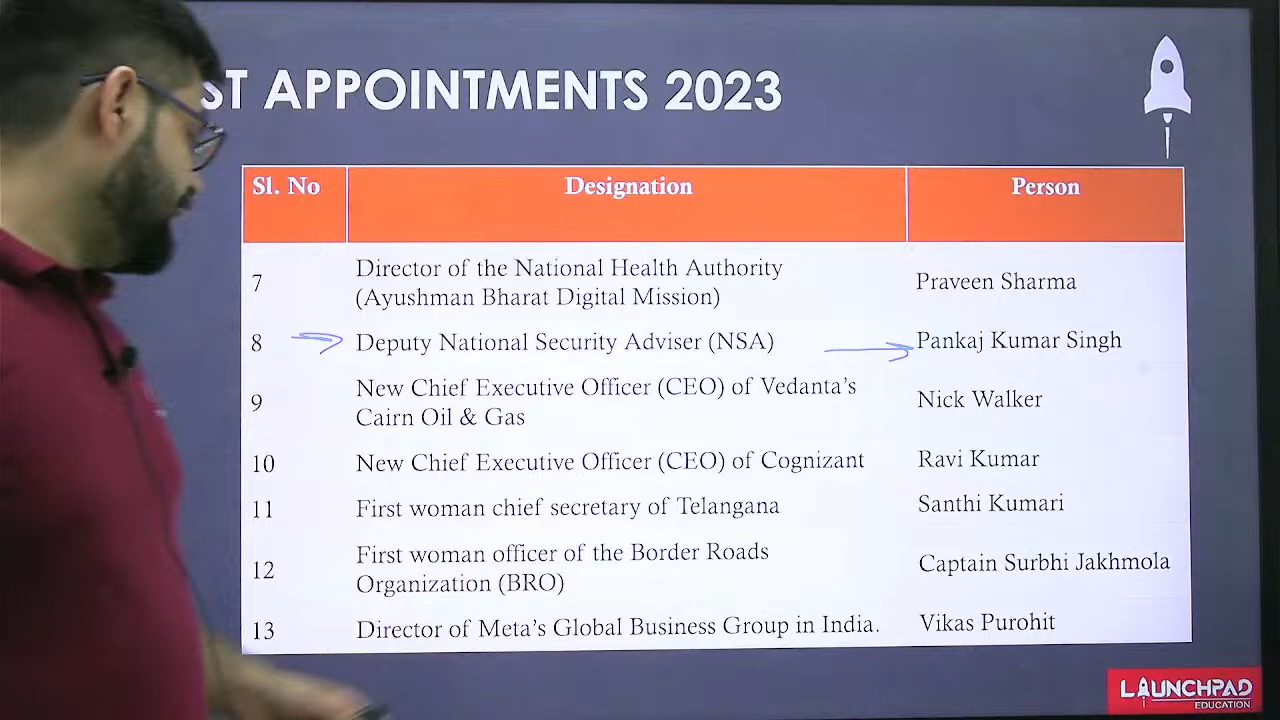 ST APPOINTMENTS 2023
Sl. No Designation Person
7 Director of the National Health Authority
(Ayushman Bharat Digital Mission) Praveen Sharma
8 Deputy National Security Adviser (NSA) Pankaj Kumar Singh
9 New Chief Executive Officer (CEO) of Vedanta's
Cairn Oil & Gas Nick Walker
10 New Chief Executive Officer (CEO) of Cognizant Ravi Kumar
11 First woman chief secretary of Telangana Santhi Kumari
12 First woman officer of the Border Roads
Organization (BRO) Captain Surbhi Jakhmola
13 Director of Meta's Global Business Group in India. Vikas Purohit
LAUNCHPAD
EDUCATION